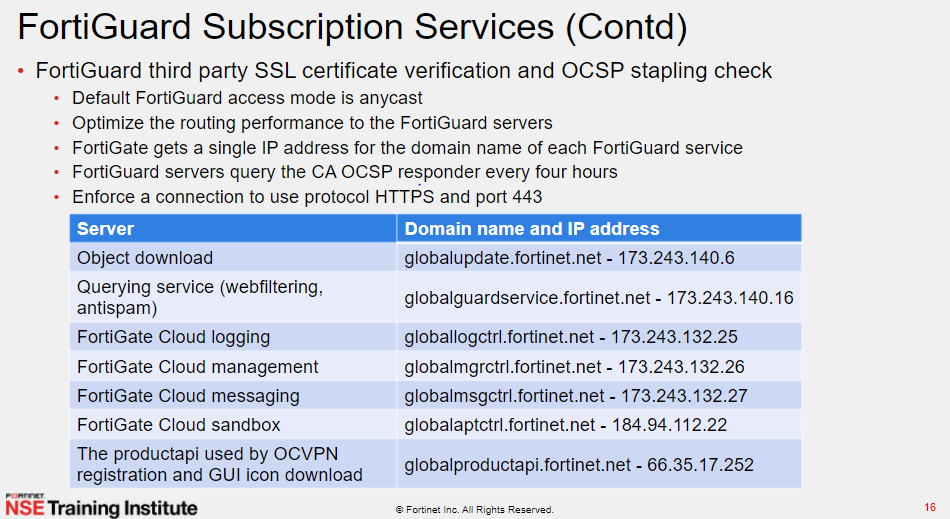 FortiGuard Subscription Services (Contd)
• FortiGuard third party SSL certificate verification and OCSP stapling check
• Default FortiGuard access mode is anycast
• Optimize the routing performance to the FortiGuard servers
• FortiGate gets a single IP address for the domain name of each FortiGuard service
• FortiGuard servers query the CA OCSP responder every four hours
• Enforce a connection to use protocol HTTPS and port 443
Server Domain name and IP address
Object download globalupdate.fortinet.net - 173.243.140.6
Querying service (webfiltering,
antispam) globalguardservice.fortinet.net - 173.243.140.16
FortiGate Cloud logging globallogctrl.fortinet.net - 173.243.132.25
FortiGate Cloud management globalmgrctrl.fortinet.net - 173.243.132.26
FortiGate Cloud messaging globalmsgctrl.fortinet.net - 173.243.132.27
FortiGate Cloud sandbox globalaptctrl.fortinet.net - 184.94.112.22
The productapi used by OCVPN
registration and GUI icon download globalproductapi.fortinet.net - 66.35.17.252
FORTINET
NSE Training Institute
© Fortinet Inc. All Rights Reserved.
16